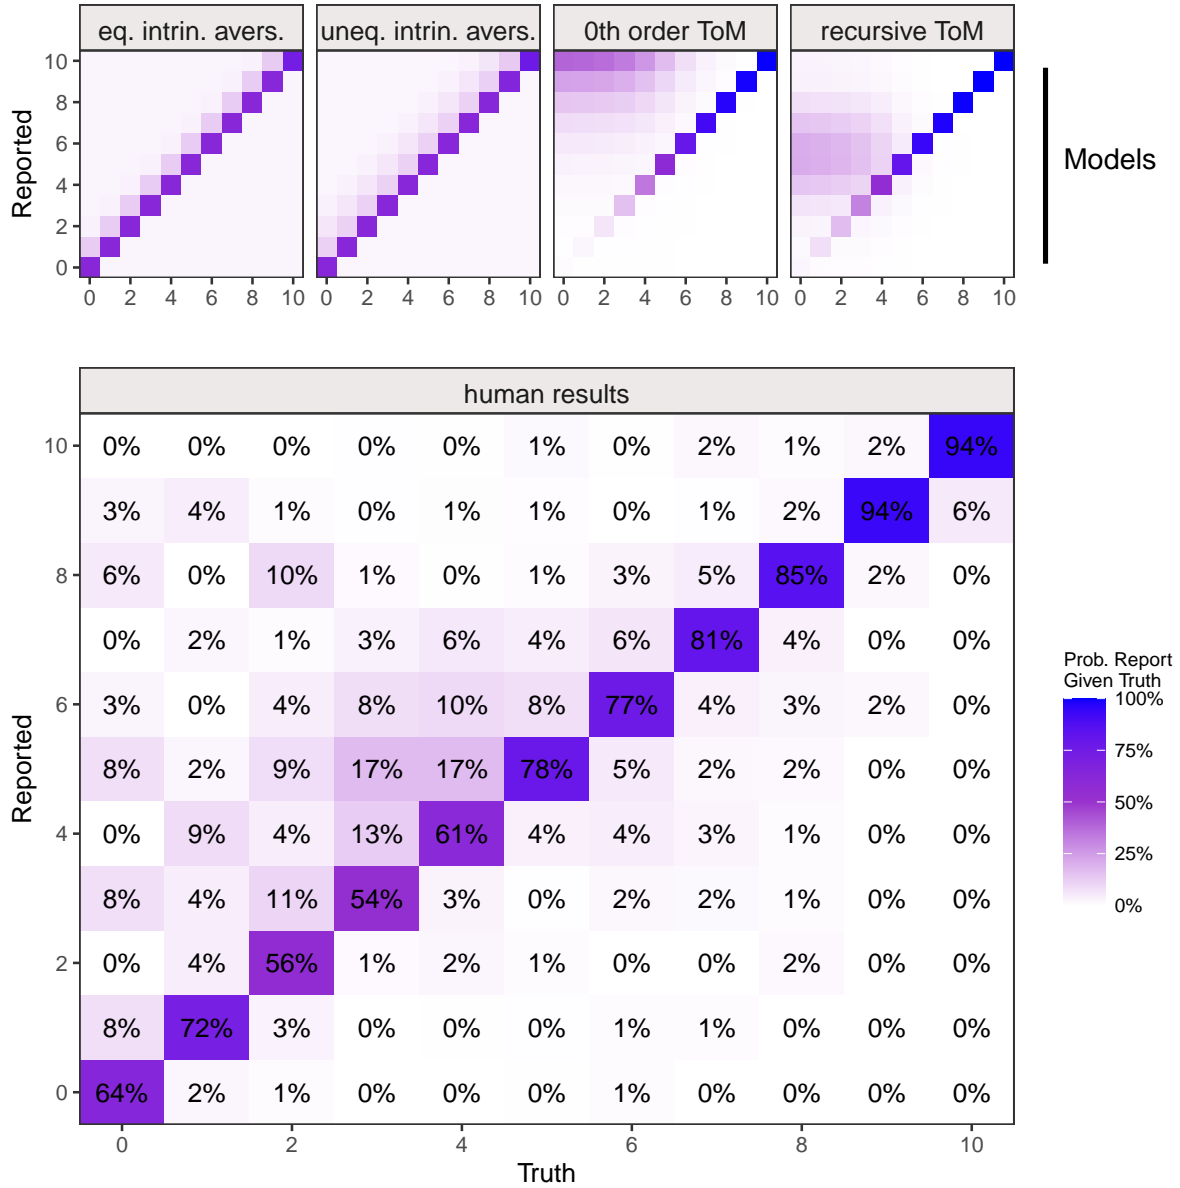 eq. intrin. avers. uneq. intrin. avers. 0th order ToM recursive ToM
10
8
6
4
2
0
Reported
0 2 4 6 8 10 0 2 4 6 8 10 0 2 4 6 8 10 0 2 4 6 8 10
Models
human results
10 0% 0% 0% 0% 0% 1% 0% 2% 1% 2% 94%
3% 4% 1% 0% 1% 1% 0% 1% 2% 94% 6%
8 6% 0% 10% 1% 0% 1% 3% 5% 85% 2% 0%
0% 2% 1% 3% 6% 4% 6% 81% 4% 0% 0%
6 3% 0% 4% 8% 10% 8% 77% 4% 3% 2% 0%
8% 2% 9% 17% 17% 78% 5% 2% 2% 0% 0%
4 0% 9% 4% 13% 61% 4% 4% 3% 1% 0% 0%
8% 4% 11% 54% 3% 0% 2% 2% 1% 0% 0%
2 0% 4% 56% 1% 2% 1% 0% 0% 2% 0% 0%
8% 72% 3% 0% 0% 0% 1% 1% 0% 0% 0%
0 64% 2% 1% 0% 0% 0% 1% 0% 0% 0% 0%
Reported
0 2 4 6 8 10
Truth
Prob. Report
Given Truth
100%
75%
50%
25%
0%